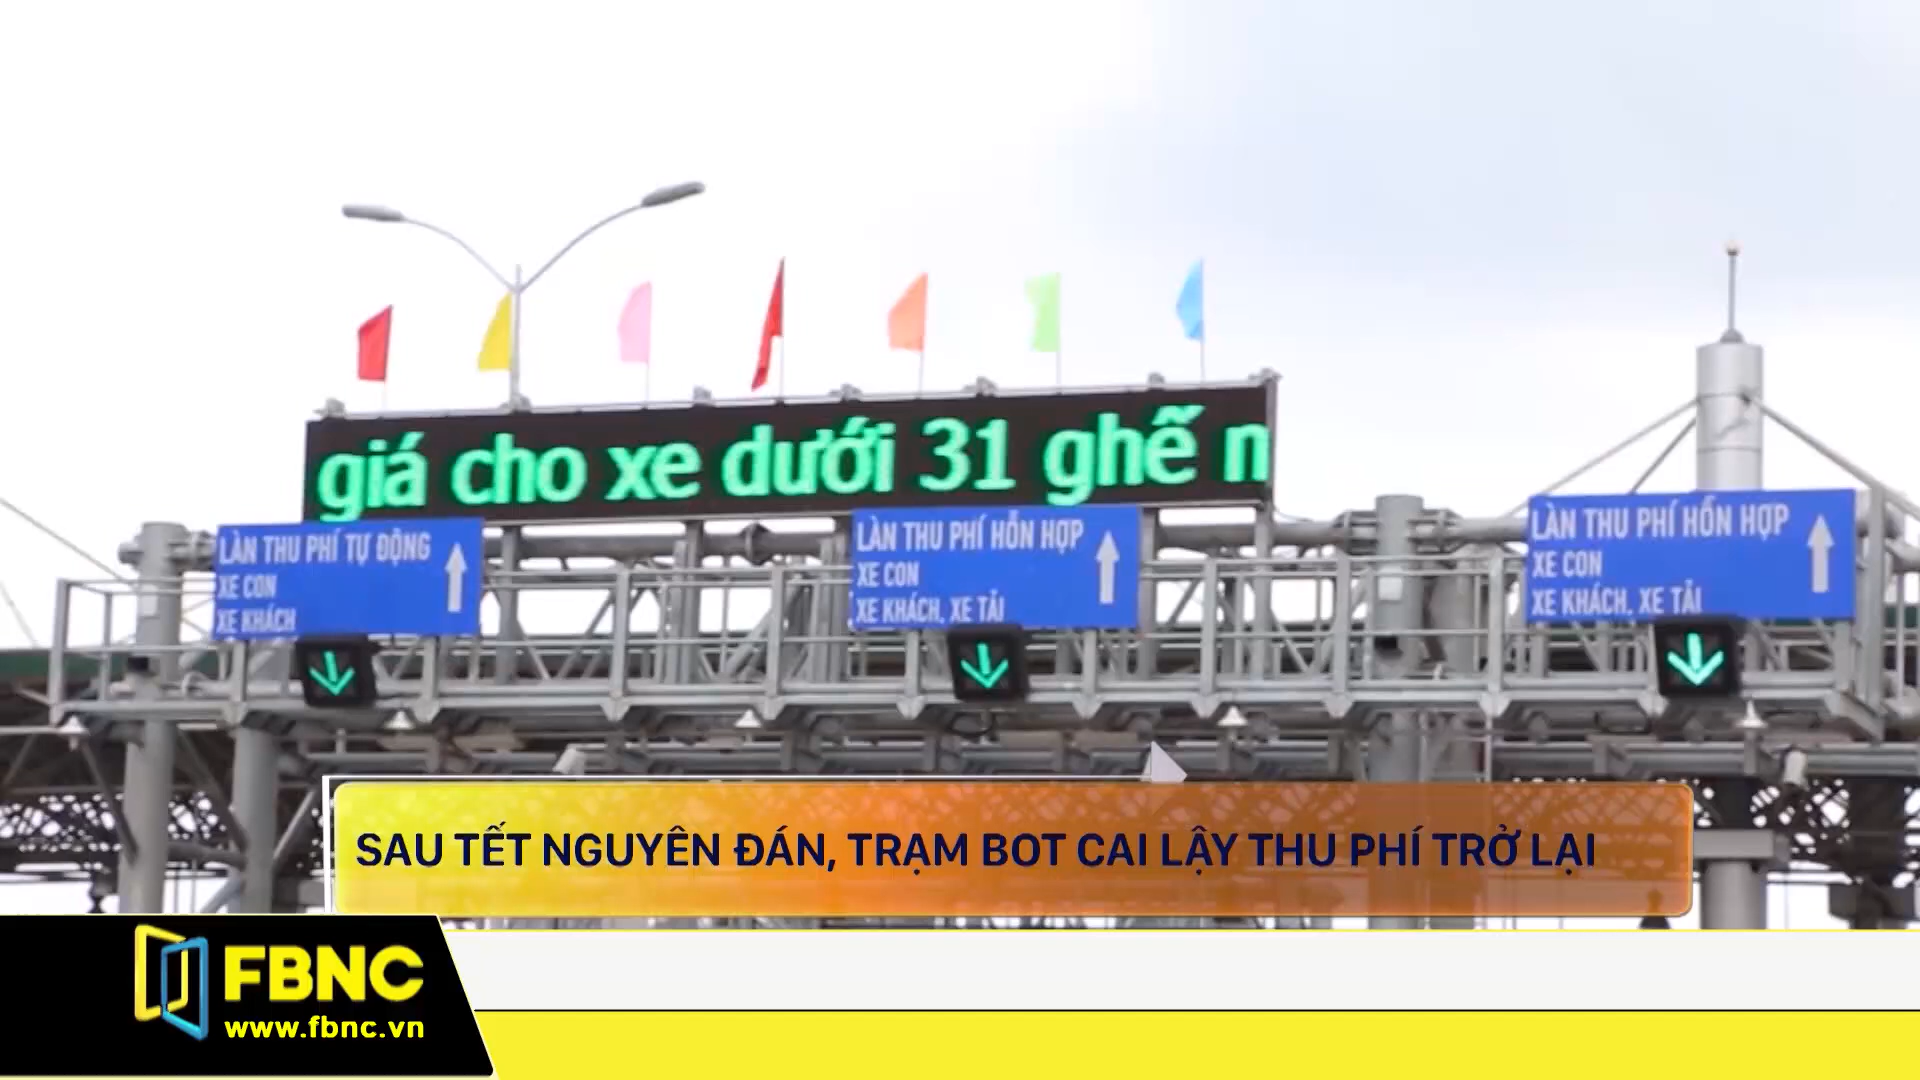 giá cho xe dưới 31 ghế
LÀN THU PHÍ TỰ ĐỘNG
XE CON
XE KHÁCH
LÀN THU PHÍ HỖN HỢP
XE CON
XE KHÁCH, XE TẢI
LÀN THU PHÍ HỖN HỢP
XE CON
XE KHÁCH, XE TẢI
SAU TẾT NGUYÊN ĐÁN, TRẠM BOT CAI LẬY THU PHÍ TRỞ LẠI
FBNC
www.fbnc.vn